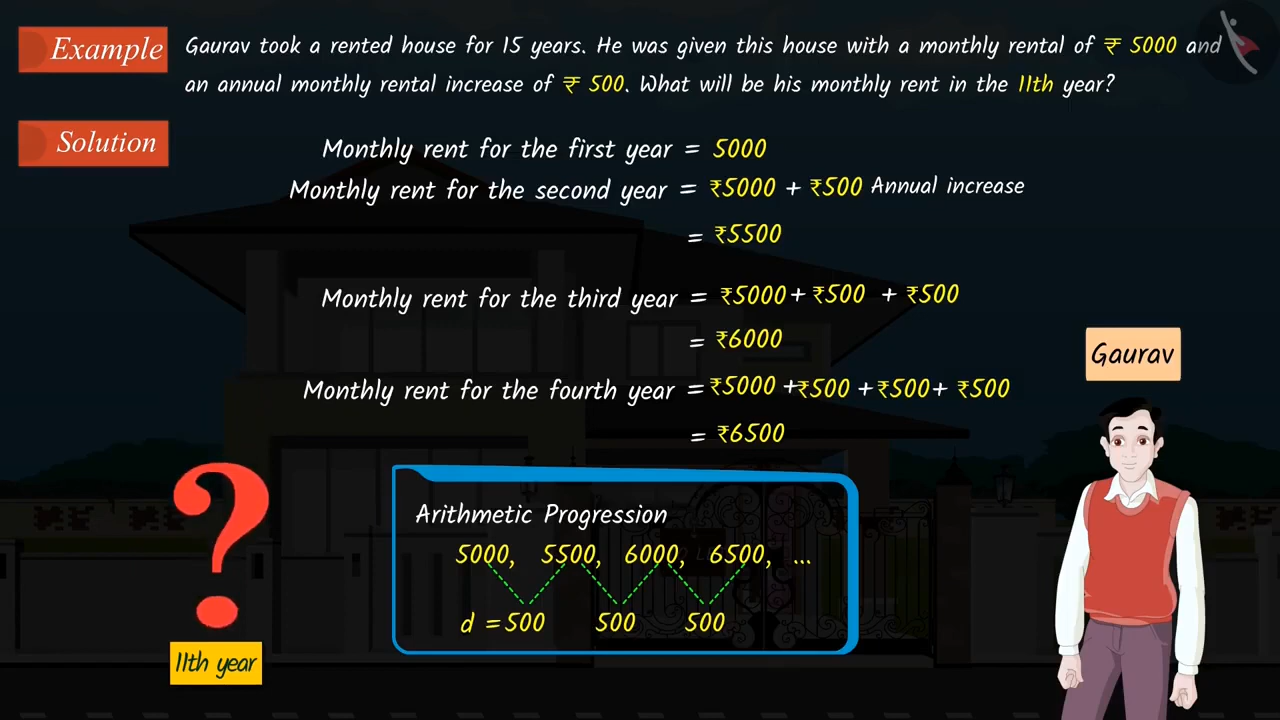 Example
Gaurav took a rented house for 15 years. He was given this house with a monthly rental of ₹ 5000 and
an annual monthly rental increase of ₹ 500. What will be his monthly rent in the 11th year?
Solution
Monthly rent for the first year = 5000
Monthly rent for the second year = ₹5000 + ₹500 Annual increase
= ₹5500
Monthly rent for the third year = ₹5000 + ₹500 + ₹500
= ₹6000
Monthly rent for the fourth year = ₹5000 + ₹500 + ₹500 + ₹500
= ₹6500
Gaurav
Arithmetic Progression
5000, 5500, 6000, 6500, ...
d = 500 500 500
?
11th year